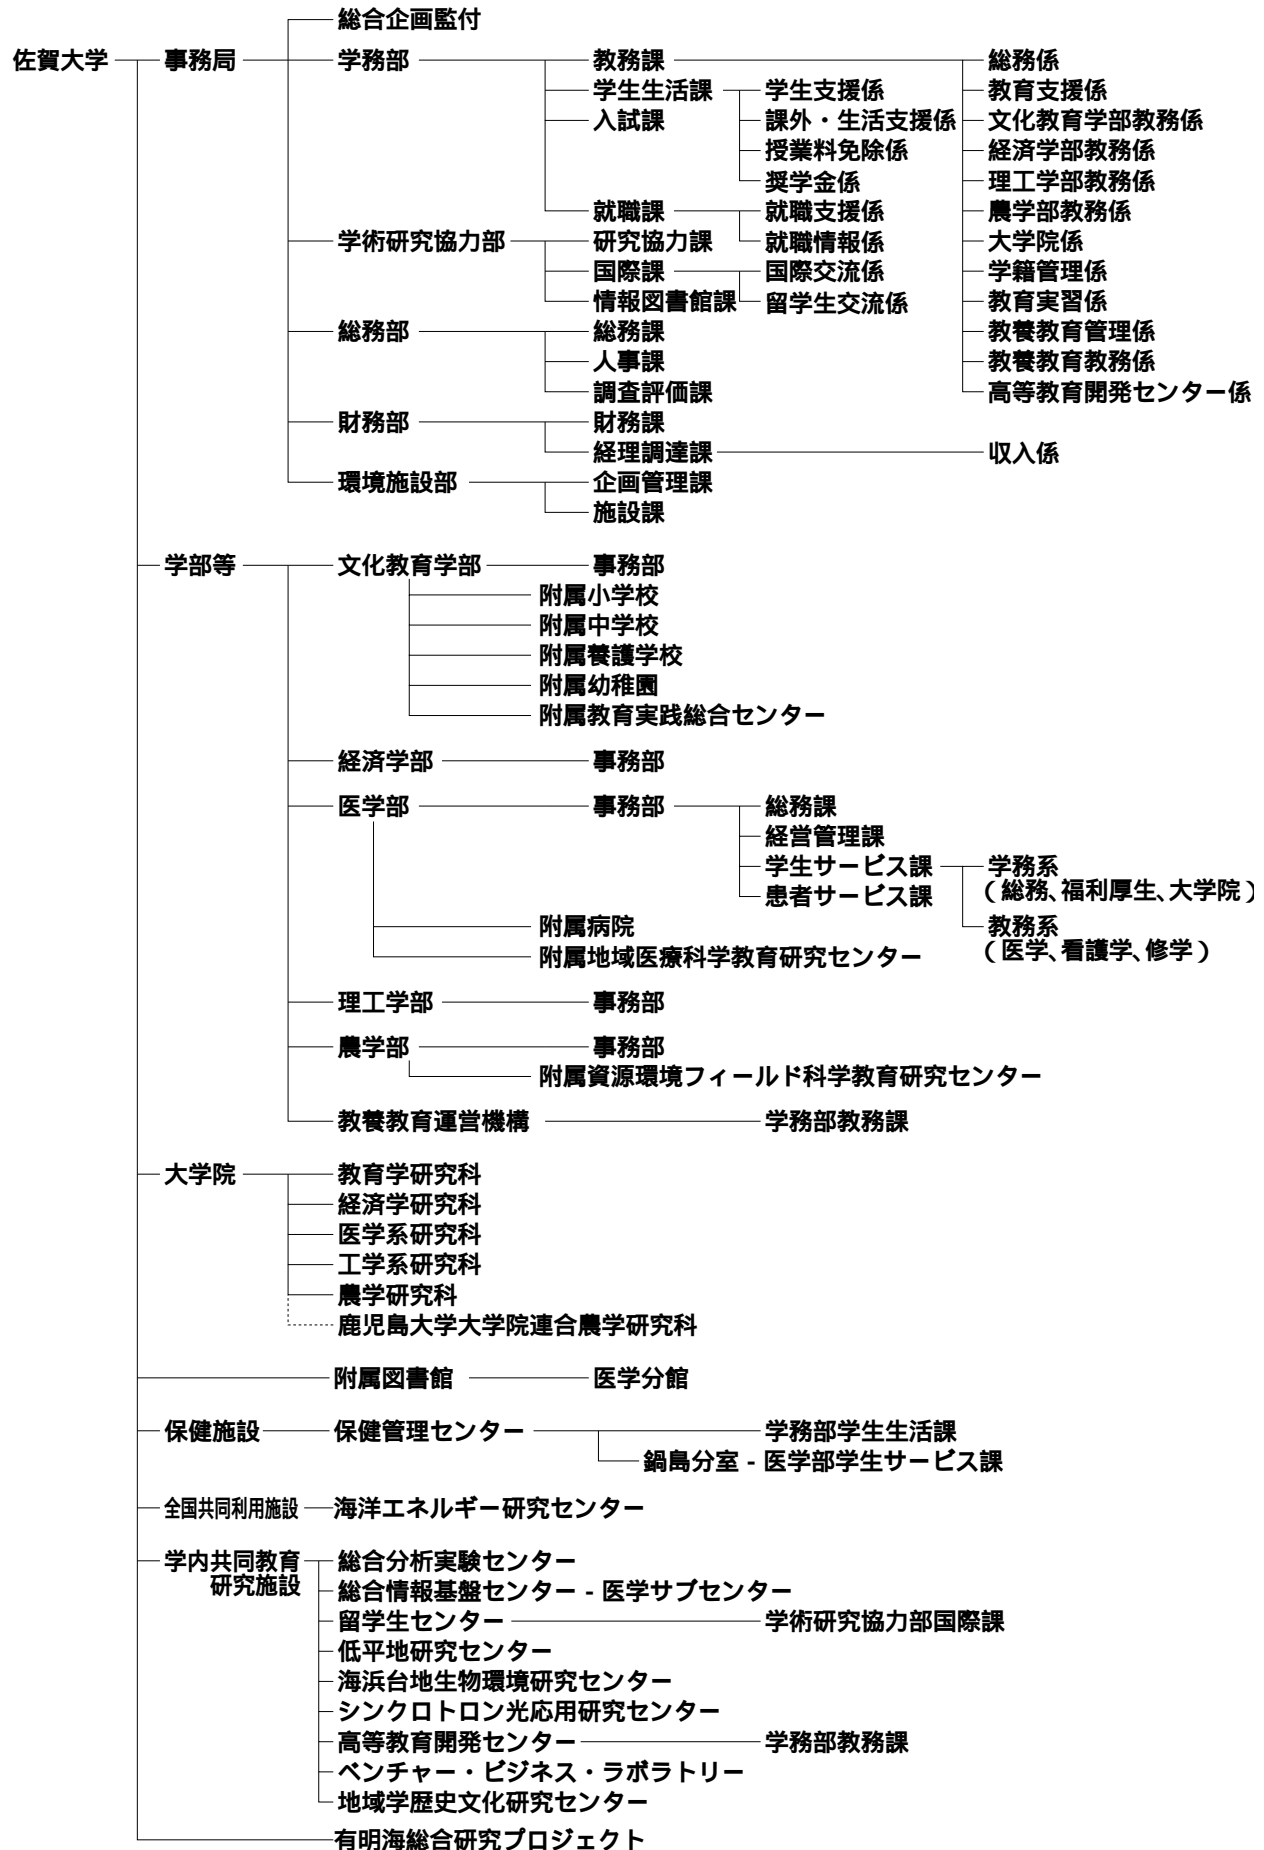 総合企画監付
佐賀大学 事務局 学務部 教務課 総務係
学生生活課 学生支援係 教育支援係
入試課 課外・生活支援係 文化教育学部教務係
授業料免除係 経済学部教務係
奨学金係 理工学部教務係
就職課 就職支援係 農学部教務係
学術研究協力部 研究協力課 就職情報係 大学院係
国際課 国際交流係 学籍管理係
情報図書館課 留学生交流係 教育実習係
総務部 総務課 教養教育管理係
人事課 教養教育教務係
調査評価課 高等教育開発センター係
財務部 財務課
経理調達課 収入係
環境施設部 企画管理課
施設課
学部等 文化教育学部 事務部
附属小学校
附属中学校
附属養護学校
附属幼稚園
附属教育実践総合センター
経済学部 事務部
医学部 事務部 総務課
経営管理課
学生サービス課 学務系
(総務、福利厚生、大学院)
患者サービス課
附属病院 教務系
(医学、看護学、修学)
附属地域医療科学教育研究センター
理工学部 事務部
農学部 事務部
附属資源環境フィールド科学教育研究センター
教養教育運営機構 学務部教務課
大学院 教育学研究科
経済学研究科
医学系研究科
工学系研究科
農学研究科
鹿児島大学大学院連合農学研究科
附属図書館 医学分館
保健施設 保健管理センター 学務部学生生活課
鍋島分室 - 医学部学生サービス課
全国共同利用施設 海洋エネルギー研究センター
学内共同教育 総合分析実験センター
研究施設 総合情報基盤センター - 医学サブセンター
留学生センター 学術研究協力部国際課
低平地研究センター
海浜台地生物環境研究センター
シンクロトロン光応用研究センター
高等教育開発センター 学務部教務課
ベンチャー・ビジネス・ラボラトリー
地域学歴史文化研究センター
有明海総合研究プロジェクト